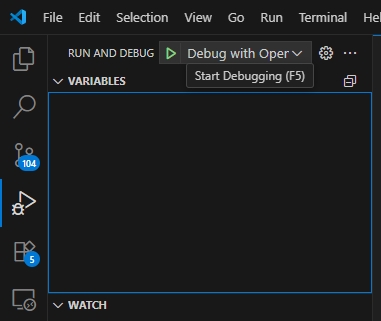 File Edit Selection View Go Run Terminal
RUN AND DEBUG Debug with Oper
Start Debugging (F5)
VARIABLES
104
5
WATCH